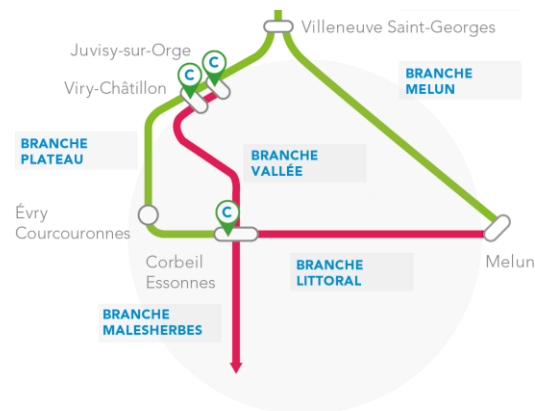 Villeneuve Saint-Georges
Juvisy-sur-Orge
C
C
Viry-Châtillon
BRANCHE
MELUN
BRANCHE
PLATEAU
BRANCHE
VALLÉE
Évry
Courcouronnes
C
Corbeil
Essonnes
BRANCHE
LITTORAL
Melun
BRANCHE
MALESHERBES